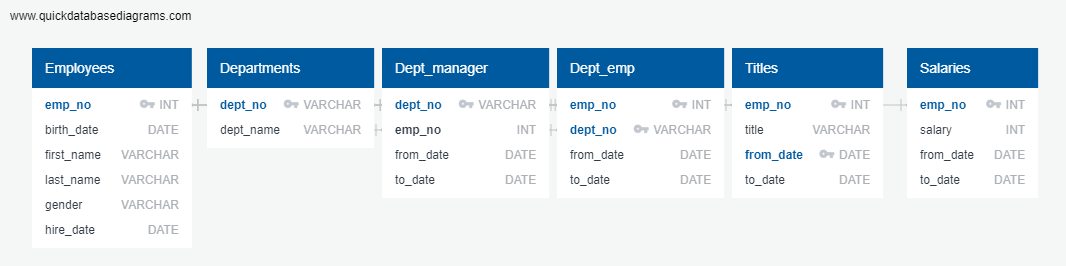 www.quickdatabasediagrams.com
Employees
emp_no INT
birth_date DATE
first_name VARCHAR
last_name VARCHAR
gender VARCHAR
hire_date DATE
Departments
dept_no VARCHAR
dept_name VARCHAR
Dept_manager
dept_no VARCHAR
emp_no INT
from_date DATE
to_date DATE
Dept_emp
emp_no INT
dept_no VARCHAR
from_date DATE
to_date DATE
Titles
emp_no INT
title VARCHAR
from_date DATE
to_date DATE
Salaries
emp_no INT
salary INT
from_date DATE
to_date DATE